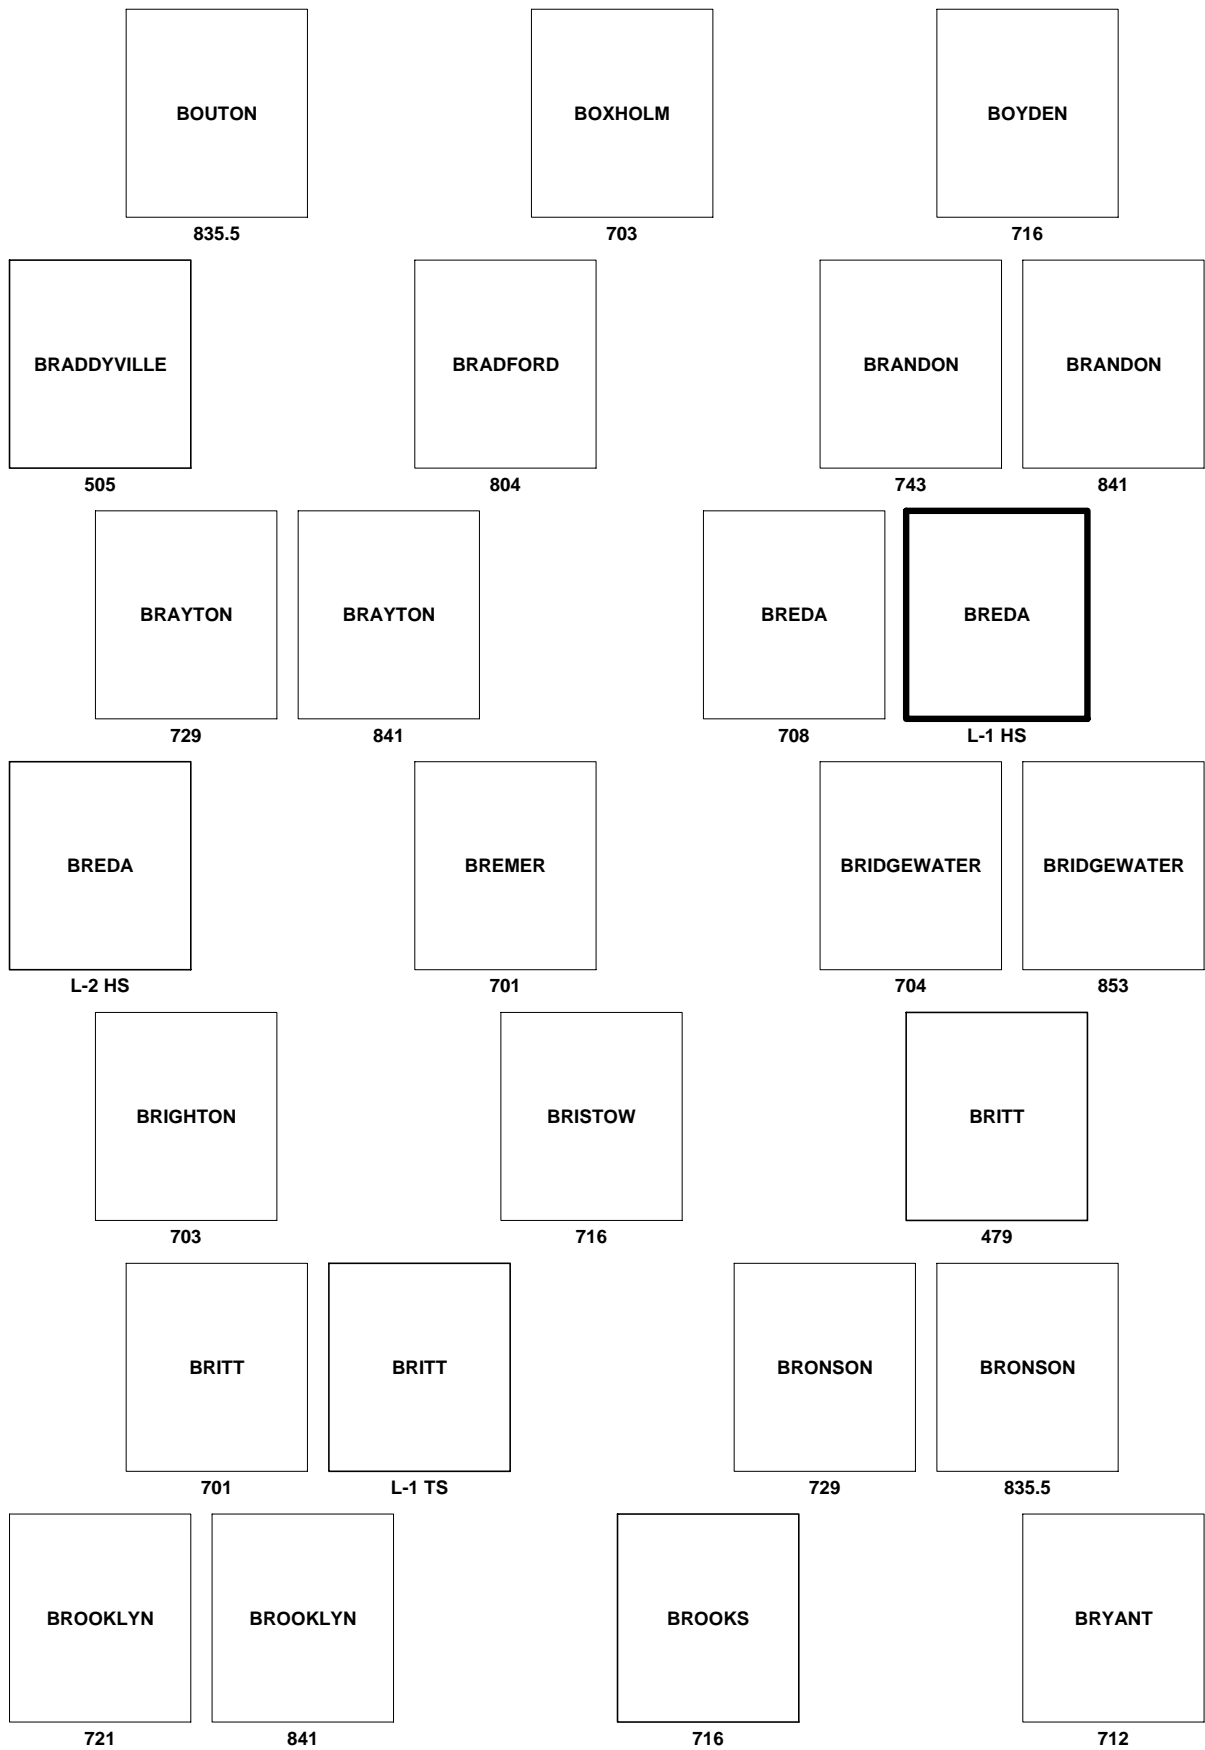 BOUTON BOXHOLM BOYDEN
835.5 703 716
BRADDYVILLE BRADFORD BRANDON BRANDON
505 804 743 841
BRAYTON BRAYTON BREDA BREDA
729 841 708 L-1 HS
BREDA BREMER BRIDGEWATER BRIDGEWATER
L-2 HS 701 704 853
BRIGHTON BRISTOW BRITT
703 716 479
BRITT BRITT BRONSON BRONSON
701 L-1 TS 729 835.5
BROOKLYN BROOKLYN BROOKS BRYANT
721 841 716 712